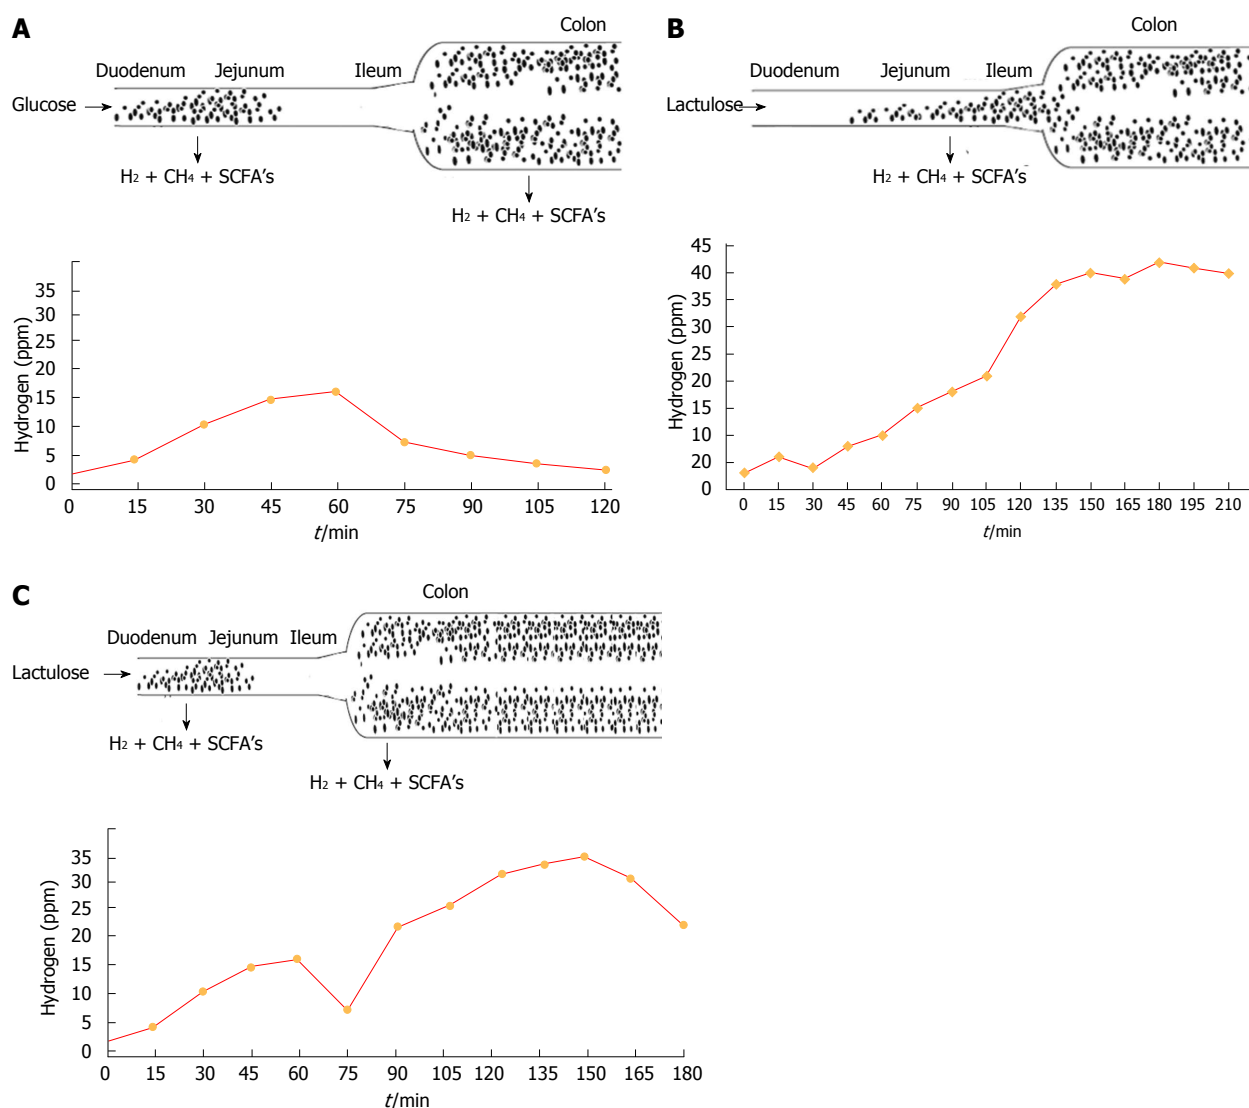 A
Colon
Duodenum Jejunum Ileum
Glucose
H2 + CH4 + SCFA's
H2 + CH4 + SCFA's
Hydrogen (ppm)
35
30
25
20
15
10
5
0
0 15 30 45 60 75 90 105 120
t/min
B
Colon
Duodenum Jejunum Ileum
Lactulose
H2 + CH4 + SCFA's
Hydrogen (ppm)
45
40
35
30
25
20
15
10
20
0
0 15 30 45 60 75 90 105 120 135 150 165 180 195 210
t/min
C
Colon
Duodenum Jejunum Ileum
Lactulose
H2 + CH4 + SCFA's
H2 + CH4 + SCFA's
Hydrogen (ppm)
35
30
25
20
15
10
5
0
0 15 30 45 60 75 90 105 120 135 150 165 180
t/min